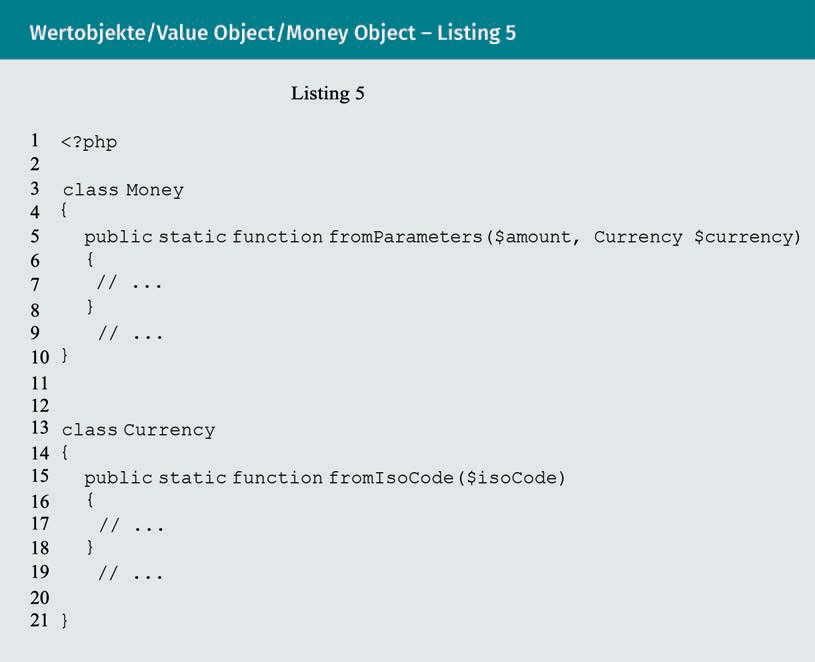 Wertobjekte/Value Object/Money Object – Listing 5
Listing 5
1 <?php
2
3 class Money
4 {
5 public static function fromParameters($amount, Currency $currency)
6 {
7 // ...
8 }
9 // ...
10 }
11
12
13 class Currency
14 {
15 public static function fromIsoCode($isoCode)
16 {
17 // ...
18 }
19 // ...
20
21 }